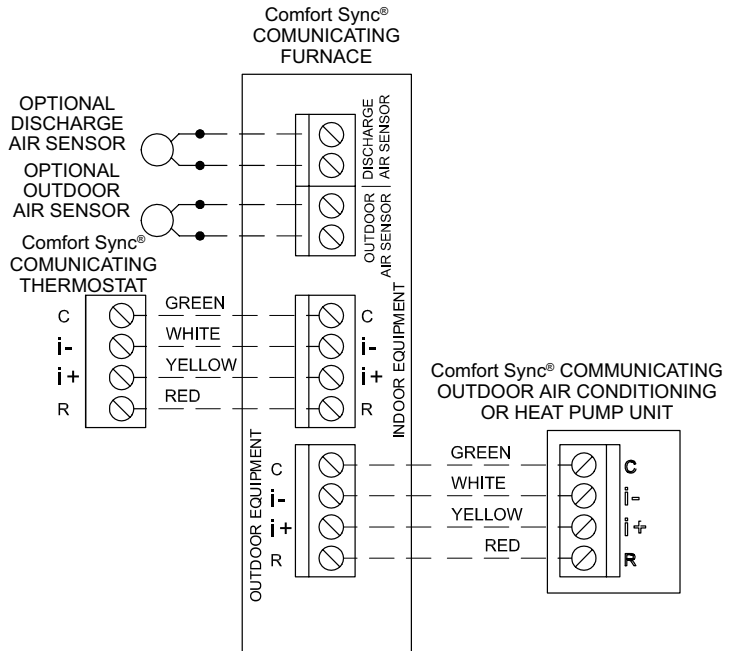 Comfort Sync®
COMUNICATING
FURNACE
OPTIONAL
DISCHARGE
AIR SENSOR
DISCHARGE
AIR SENSOR
OPTIONAL
OUTDOOR
AIR SENSOR
OUTDOOR
AIR SENSOR
Comfort Sync®
COMUNICATING
THERMOSTAT
INDOOR EQUIPMENT
C GREEN C
i- WHITE i-
i+ YELLOW i+
R RED R
Comfort Sync® COMMUNICATING
OUTDOOR AIR CONDITIONING
OR HEAT PUMP UNIT
OUTDOOR EQUIPMENT
C GREEN C
i- WHITE i-
i+ YELLOW i+
R RED R